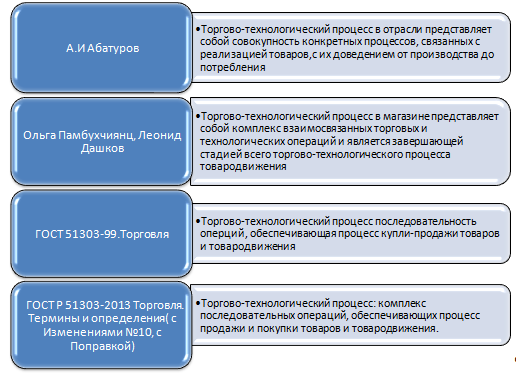 А.И Абатуров
•Торгово-технологический процесс в отрасли представляет
собой совокупность конкретных процессов, связанных с
реализацией товаров,с их доведением от производства до
потребления
Ольга Памбухчиянц, Леонид
Дашков
•Торгово-технологический процесс в магазине представляет
собой комплекс взаимосвязанных торговых и
технологических операций и является завершающей
стадией всего торгово-технологического процесса
товародвижения
ГОСТ 51303-99.Торговля
•Торгово-технологический процесс последовательность
оперций, обеспечивающая процесс купли-продажи товаров
и товародвижения
ГОСТ Р 51303-2013 Торговля.
Термины и определения( с
Изменениями №10, с
Поправкой)
•Торгово-технологический процесс: комплекс
последовательных операций, обеспечивающих процесс
продажи и покупки товаров и товародвижения.